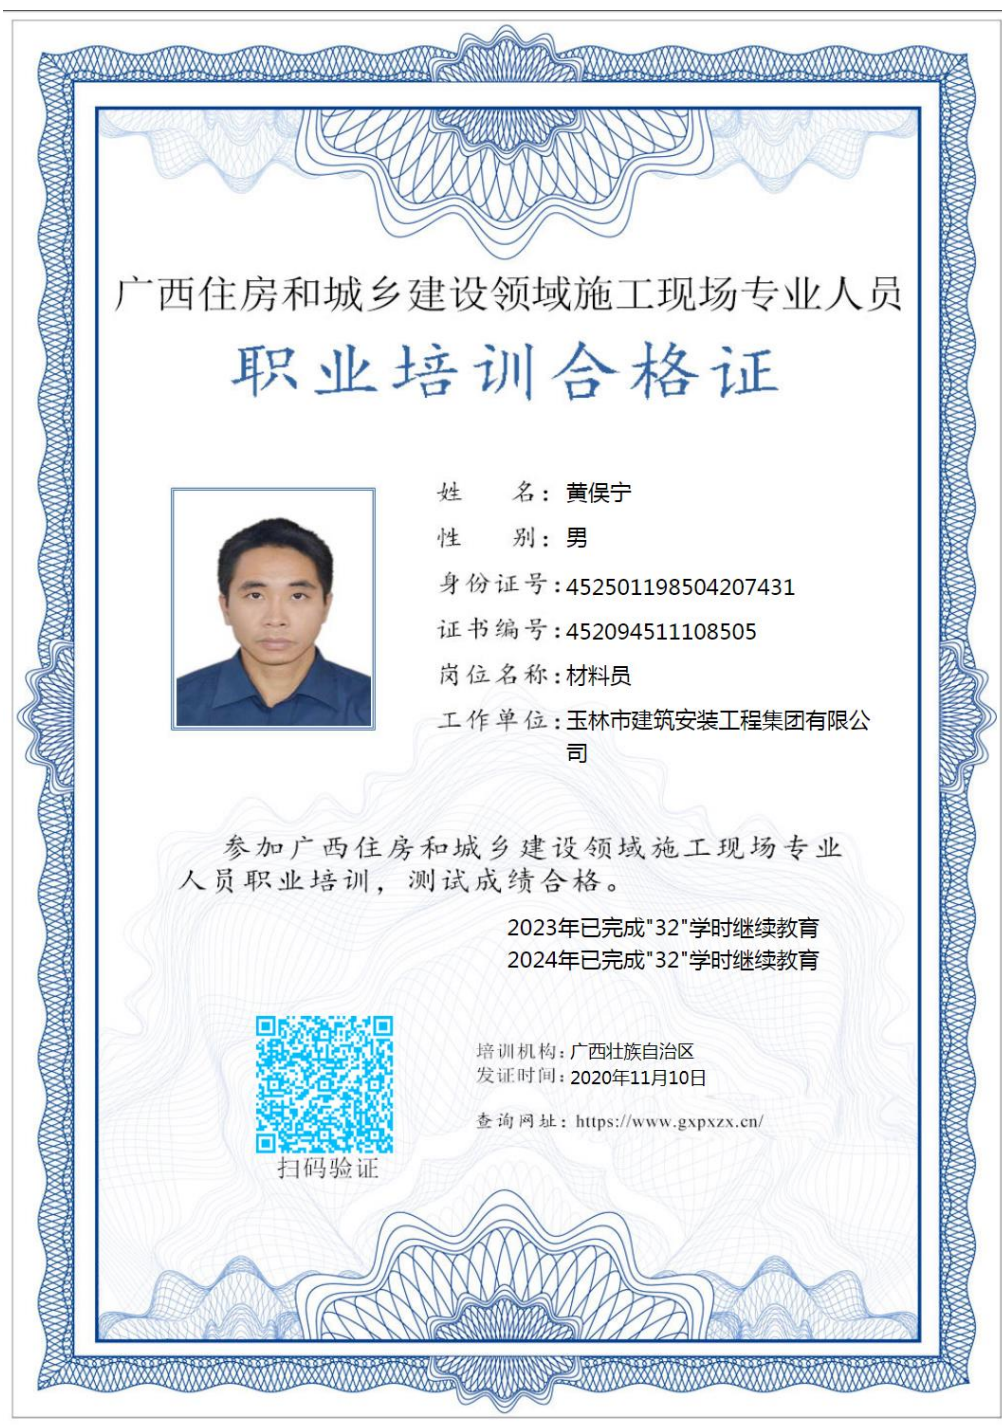 广西住房和城乡建设领域施工现场专业人员
职业培训合格证
姓 名：黄俣宁
性 别：男
身份证号：452501198504207431
证书编号：452094511108505
岗位名称：材料员
工作单位：玉林市建筑安装工程集团有限公
司
参加广西住房和城乡建设领域施工现场专业
人员职业培训，测试成绩合格。
2023年已完成"32"学时继续教育
2024年已完成"32"学时继续教育
培训机构：广西壮族自治区
发证时间：2020年11月10日
查询网址：https://www.gxpxzx.cn/
扫码验证